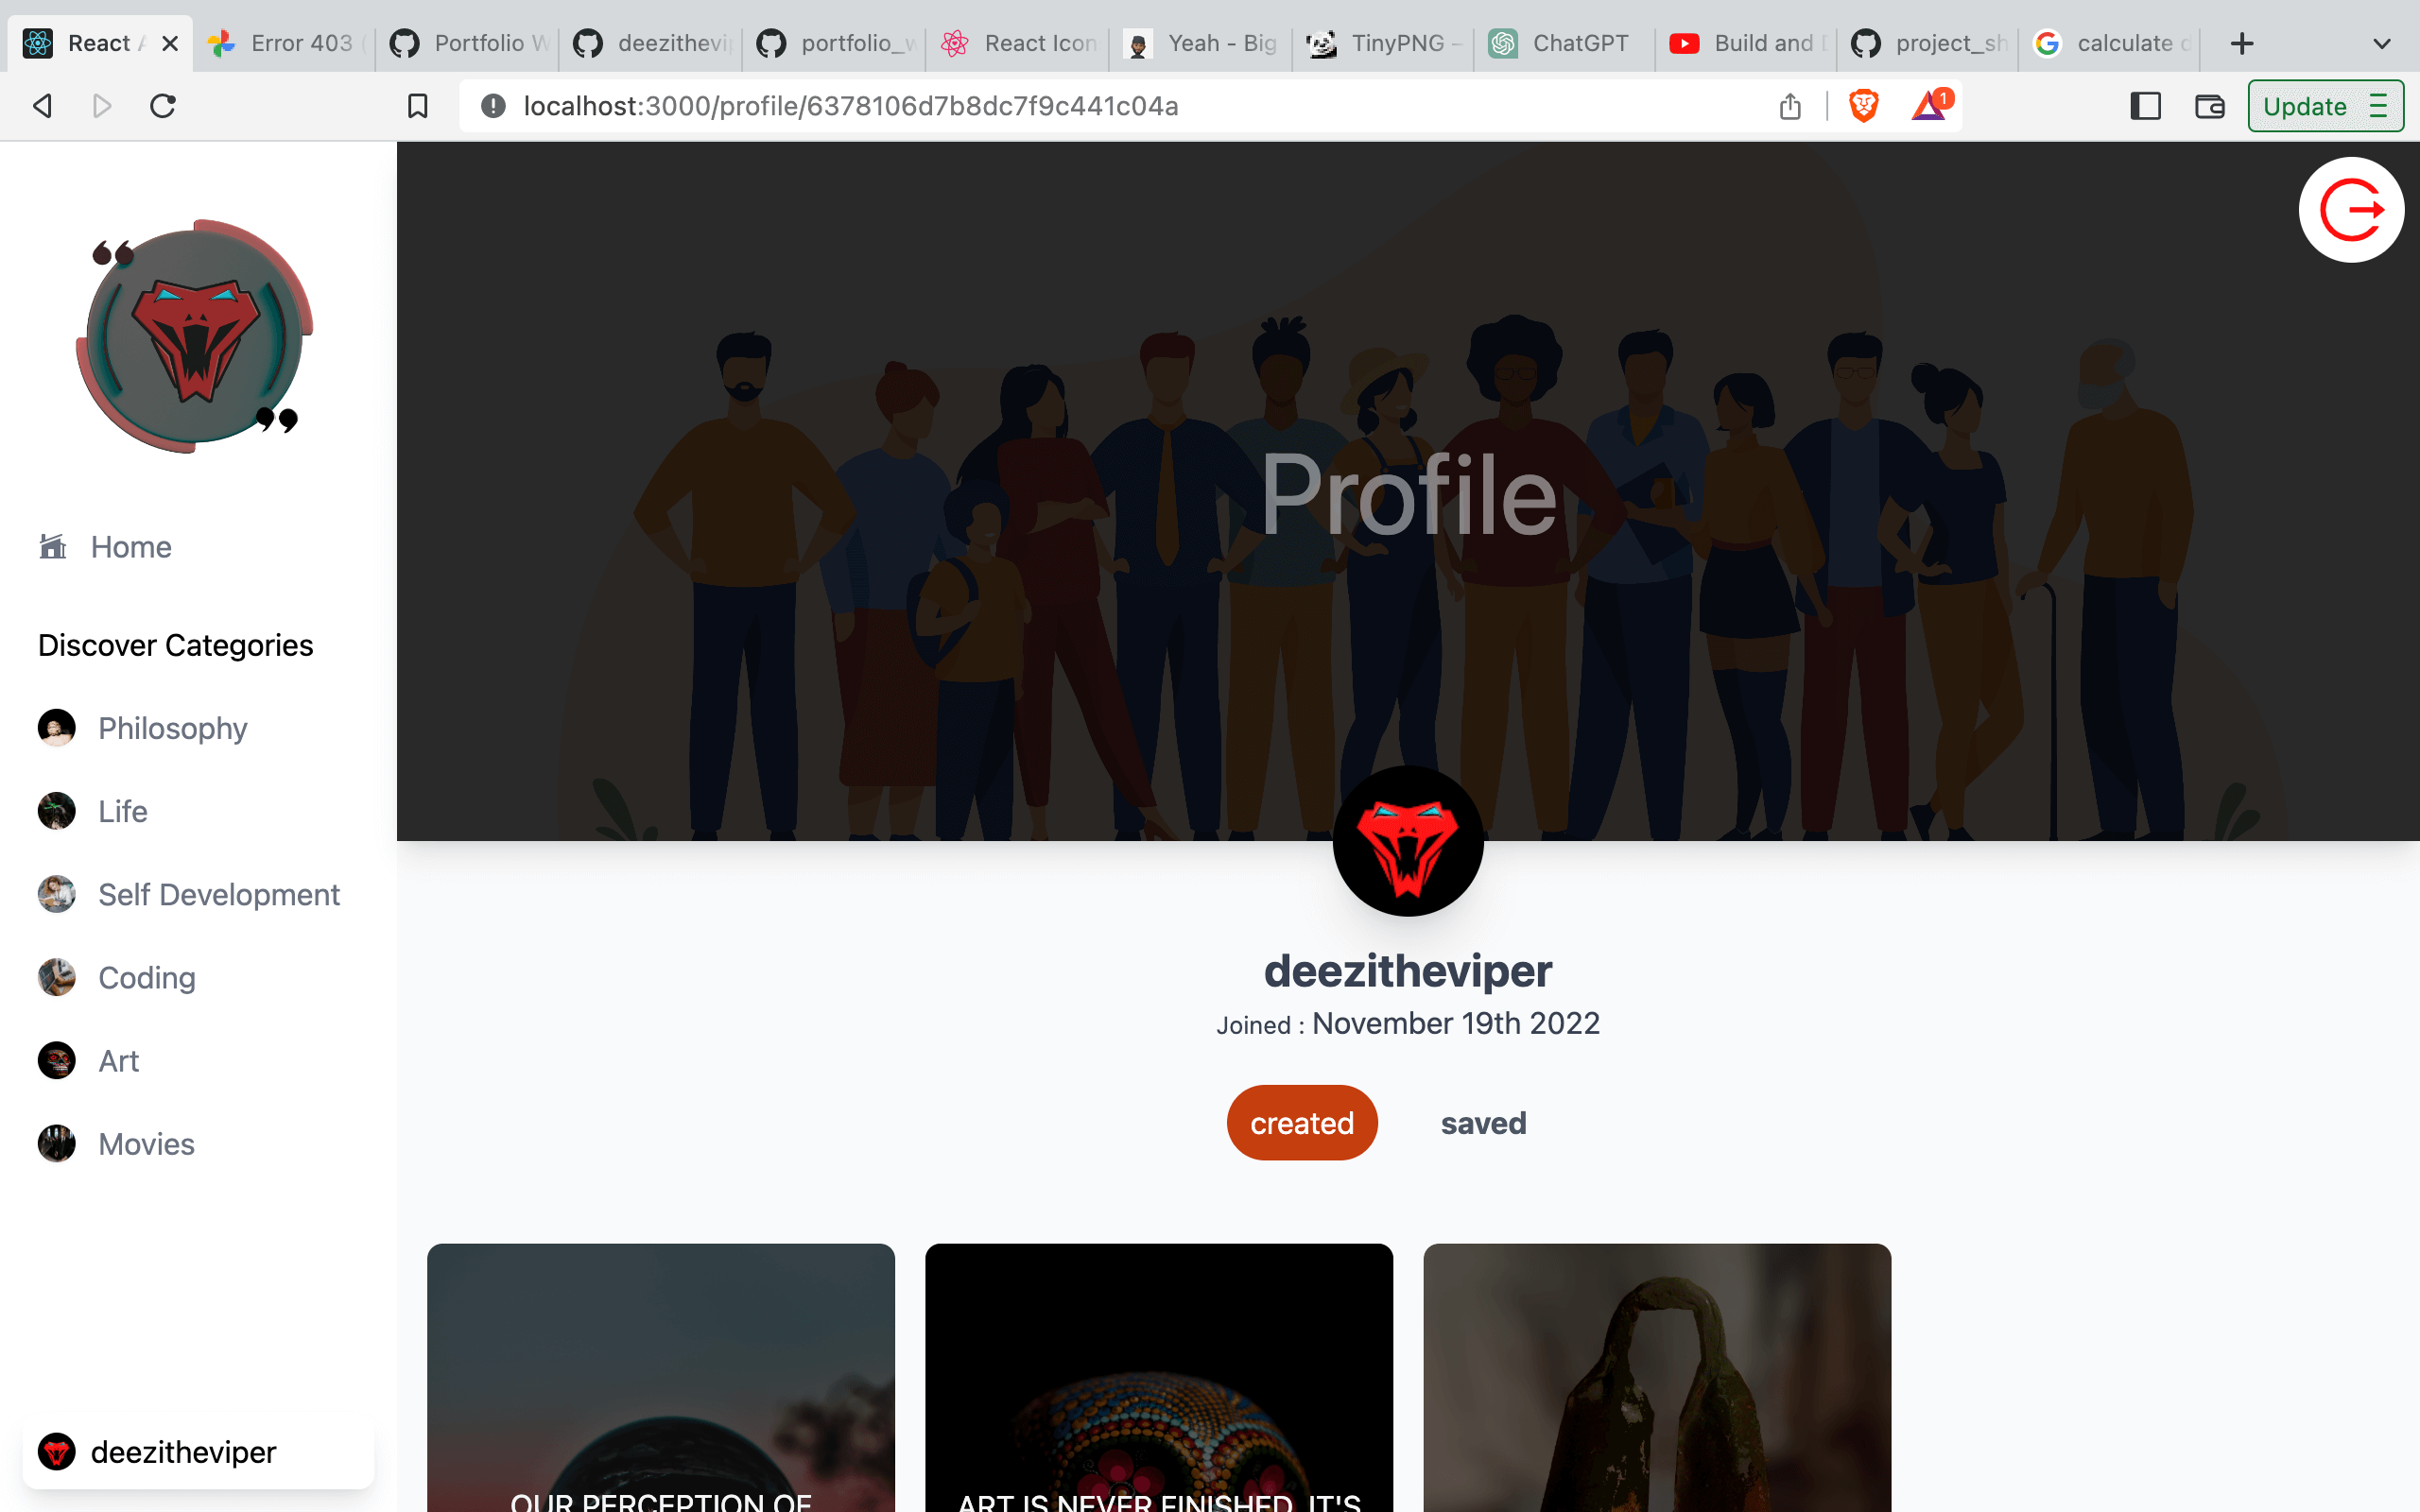 React A
Error 403 (
Portfolio W
deezithevip
portfolio_w
React Icon
Yeah - Big
TinyPNG –
ChatGPT
Build and D
project_sh
calculate d
localhost:3000/profile/6378106d7b8dc7f9c441c04a
1
Update
Home
Discover Categories
Philosophy
Life
Self Development
Coding
Art
Movies
deezitheviper
Profile
deezitheviper
Joined : November 19th 2022
created
saved
OUR PERCEPTION OF
ART IS NEVER FINISHED, IT'S